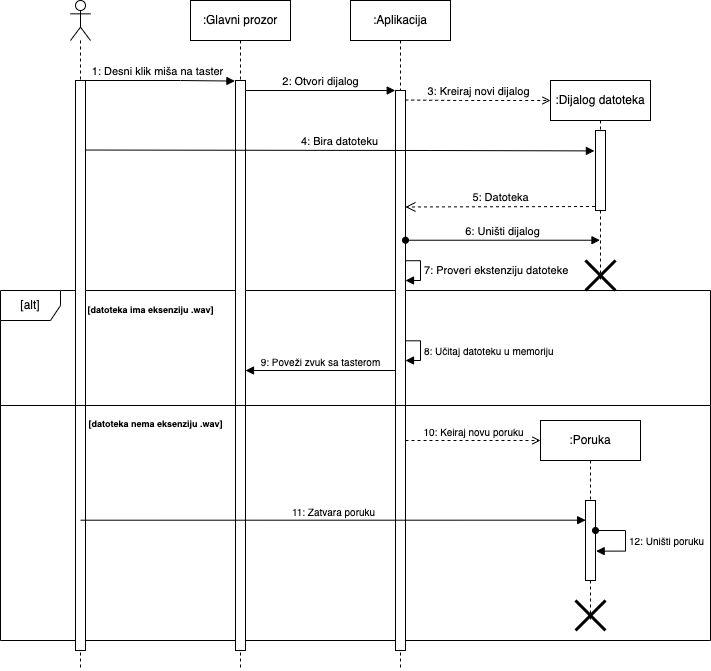 :Glavni prozor
:Aplikacija
1: Desni klik miša na taster
2: Otvori dijalog
3: Kreiraj novi dijalog
:Dijalog datoteka
4: Bira datoteku
5: Datoteka
6: Uništi dijalog
7: Proveri ekstenziju datoteke
[alt]
[datoteka ima eksenziju .wav]
8: Učitaj datoteku u memoriju
9: Poveži zvuk sa tasterom
[datoteka nema eksenziju .wav]
10: Keiraj novu poruku
:Poruka
11: Zatvara poruku
12: Uništi poruku